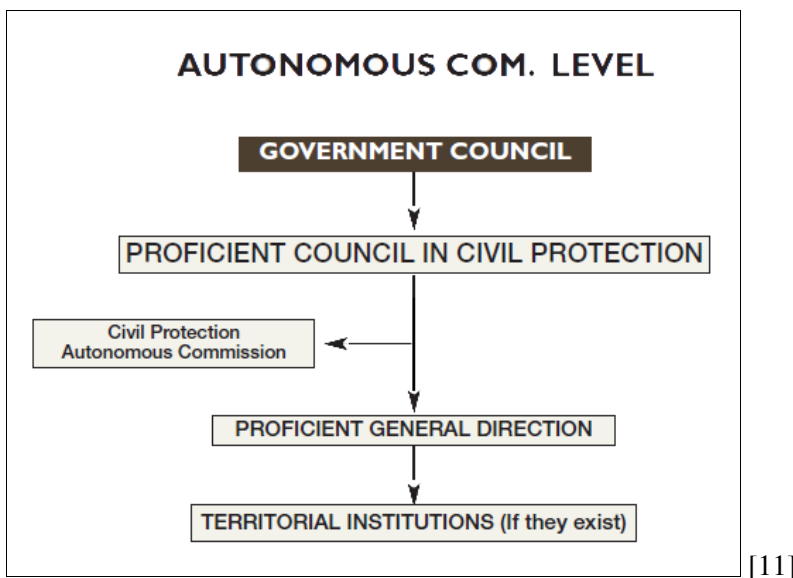 AUTONOMOUS COM. LEVEL
GOVERNMENT COUNCIL
PROFICIENT COUNCIL IN CIVIL PROTECTION
Civil Protection
Autonomous Commission
PROFICIENT GENERAL DIRECTION
TERRITORIAL INSTITUTIONS (If they exist)
[11]